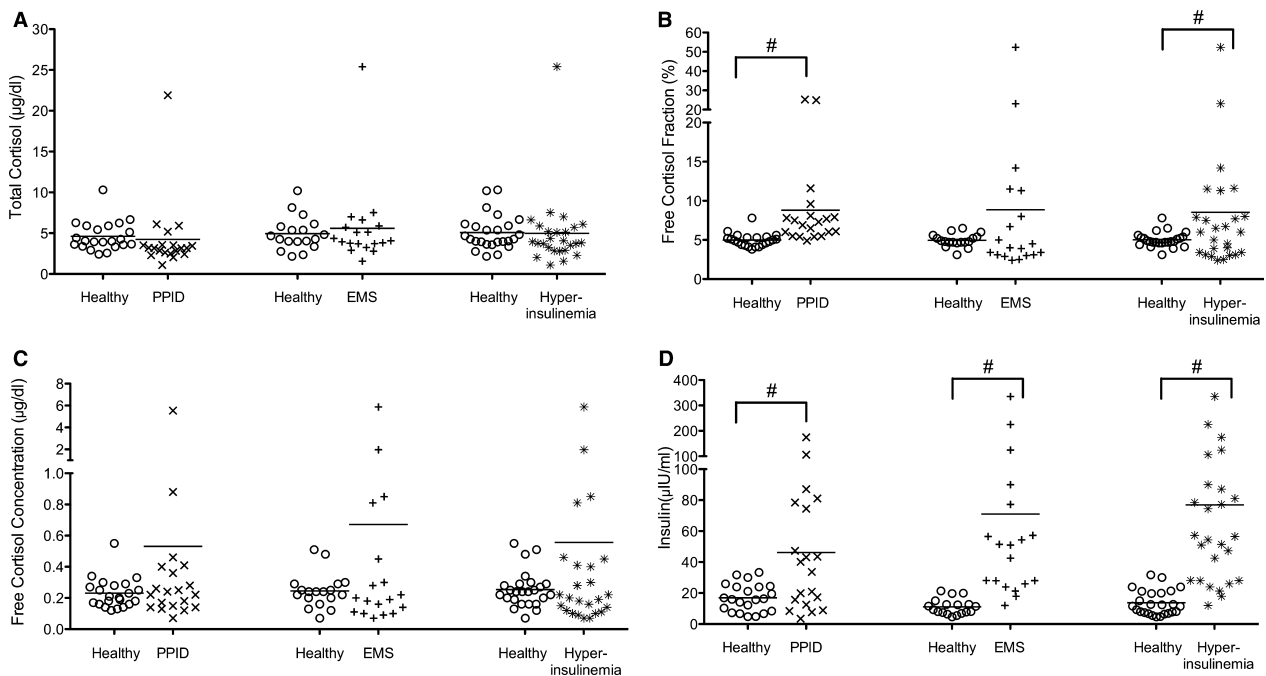 A
Total Cortisol (µg/dl)
30
25
20
15
10
5
0
Healthy PPID Healthy EMS Healthy Hyper-
insulinemia
B
Free Cortisol Fraction (%)
# #
60
50
40
30
20
20
15
10
5
0
Healthy PPID Healthy EMS Healthy Hyper-
insulinemia
C
Free Cortisol Concentration (µg/dl)
8
6
4
2
1.0
0.8
0.6
0.4
0.2
0.0
Healthy PPID Healthy EMS Healthy Hyper-
insulinemia
D
Insulin(µIU/ml)
# # #
400
300
200
100
100
80
60
40
20
0
Healthy PPID Healthy EMS Healthy Hyper-
insulinemia